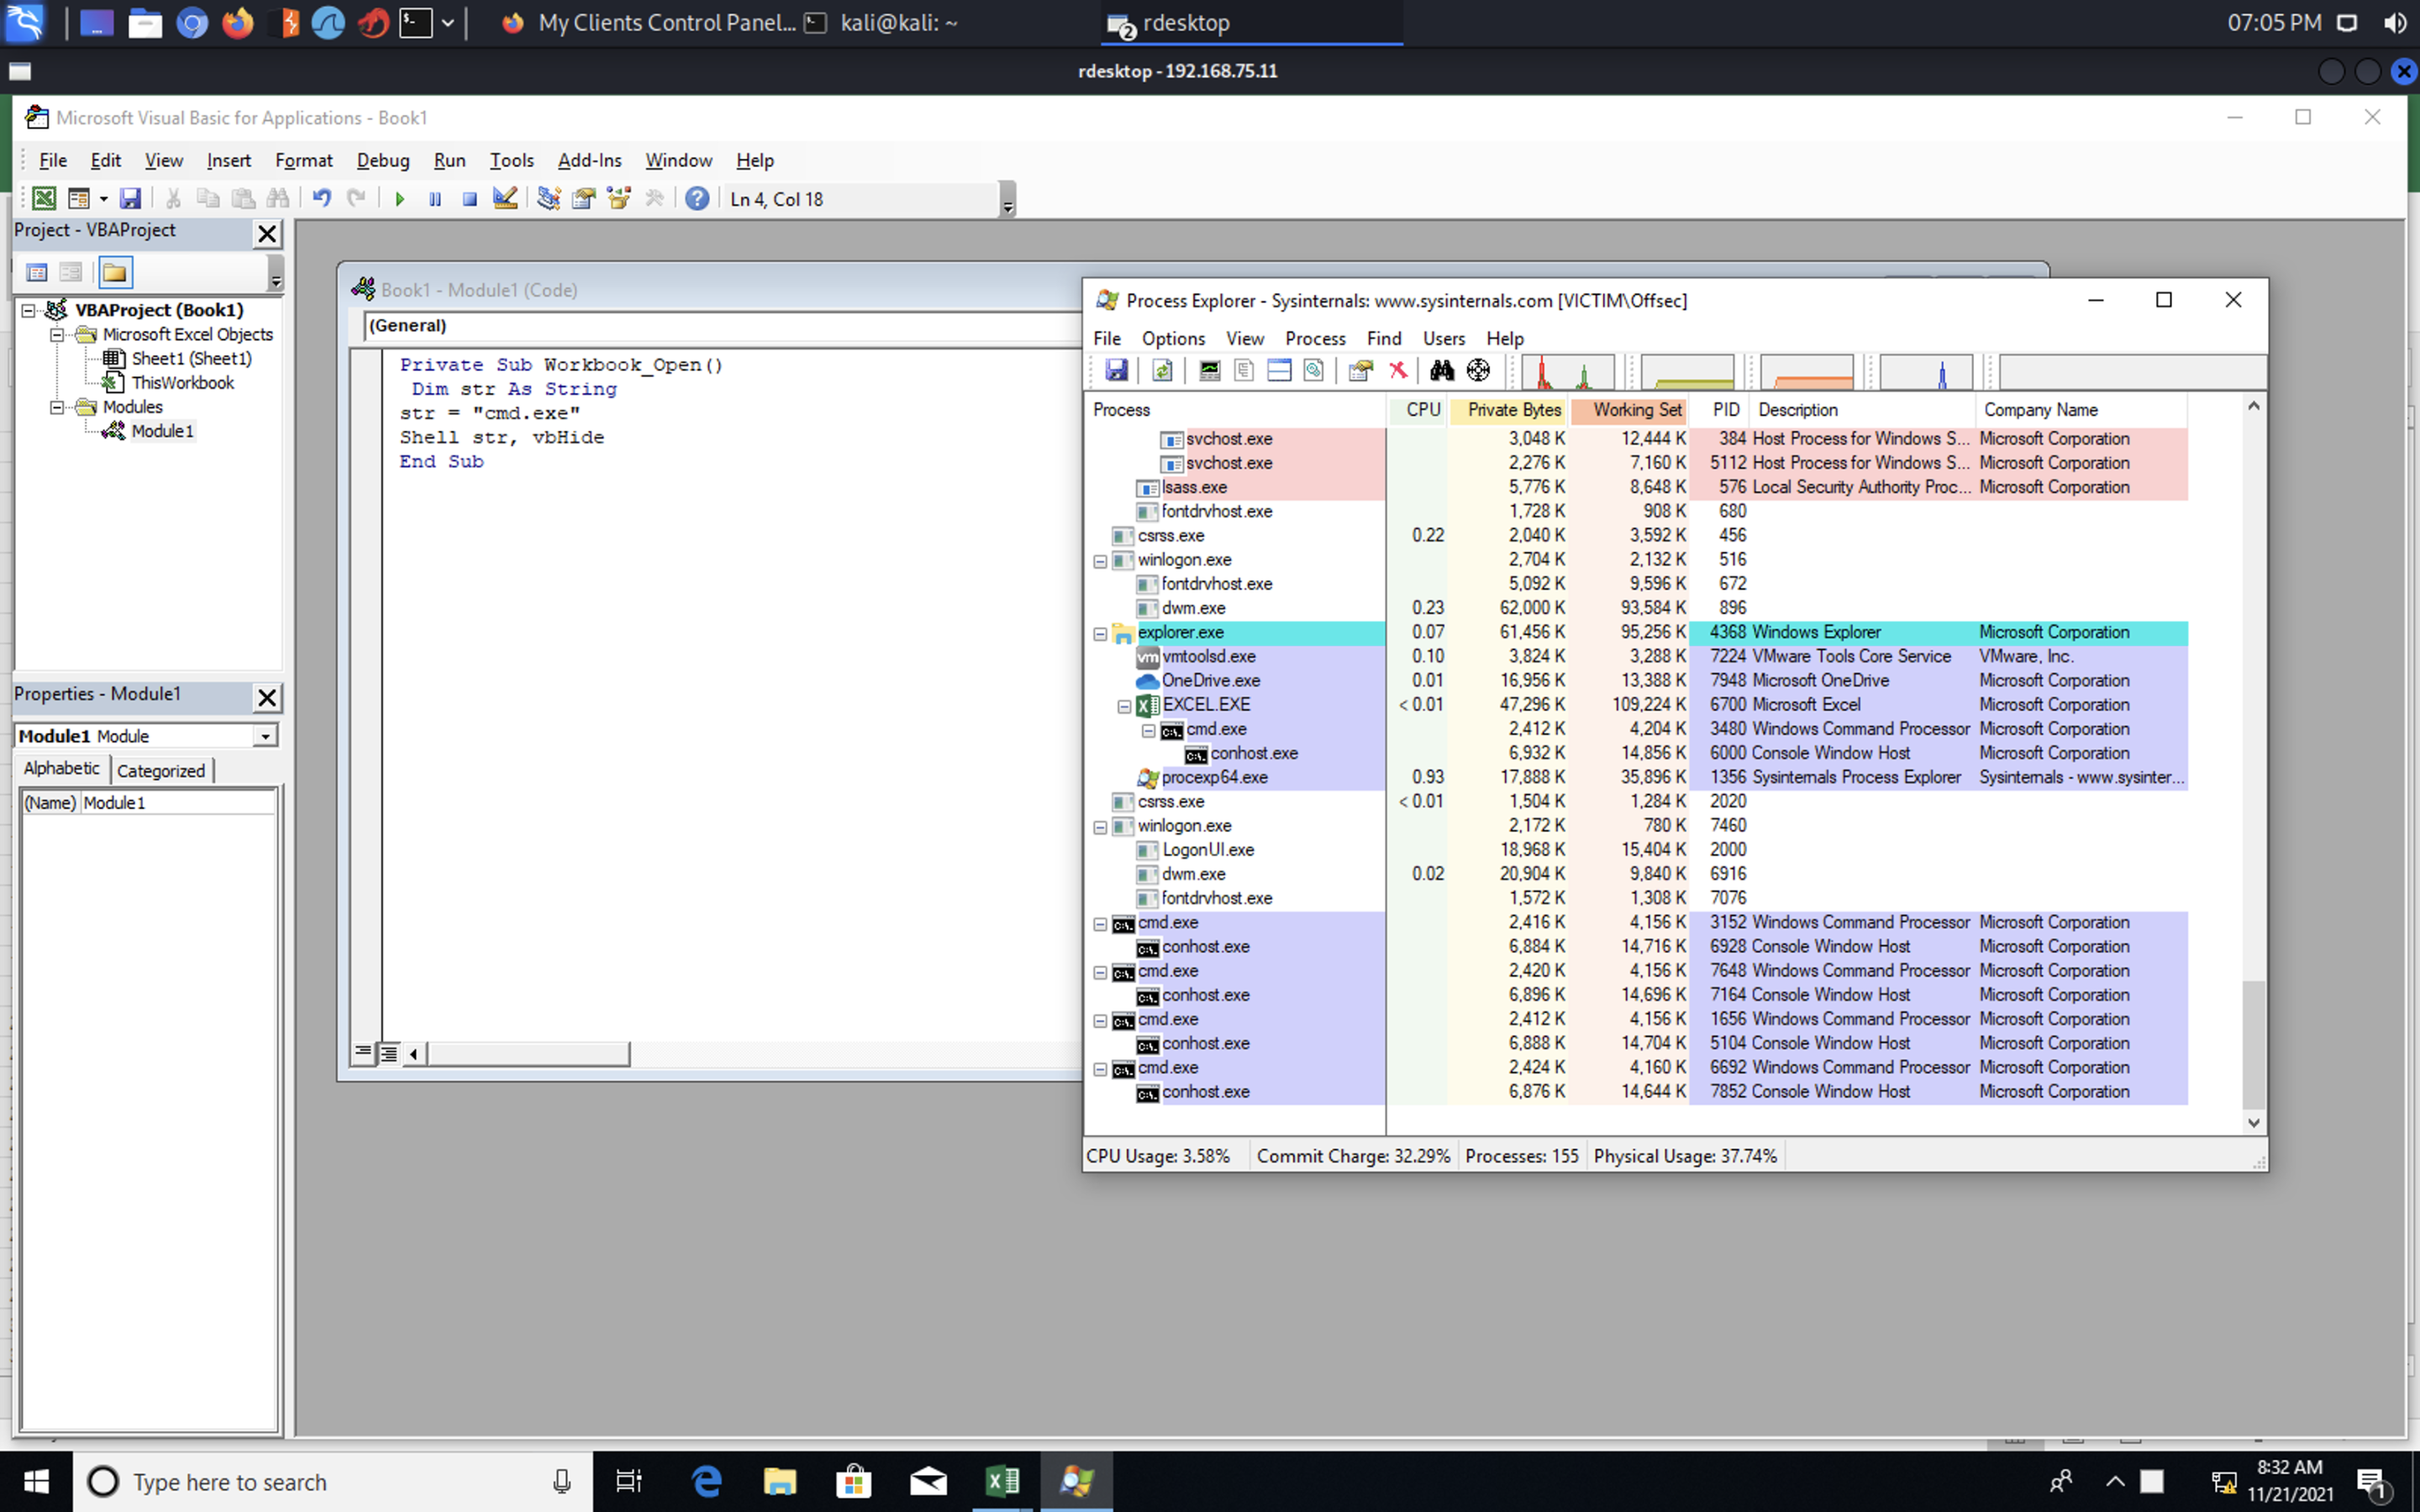 My Clients Control Panel...
kali@kali: ~
2
rdesktop
07:05 PM
rdesktop - 192.168.75.11
Microsoft Visual Basic for Applications - Book1
File Edit View Insert Format Debug Run Tools Add-Ins Window Help
Ln 4, Col 18
Project - VBAProject
VBAProject (Book1)
Microsoft Excel Objects
Sheet1 (Sheet1)
ThisWorkbook
Modules
Module1
Properties - Module1
Module1 Module
Alphabetic Categorized
(Name) Module1
Book1 - Module1 (Code)
(General)
Private Sub Workbook_Open()
Dim str As String
str = "cmd.exe"
Shell str, vbHide
End Sub
Process Explorer - Sysinternals: www.sysinternals.com [VICTIM\Offsec]
File Options View Process Find Users Help
Process CPU Private Bytes Working Set PID Description Company Name
svchost.exe 3,048 K 12,444 K 384 Host Process for Windows S... Microsoft Corporation
svchost.exe 2,276 K 7,160 K 5112 Host Process for Windows S... Microsoft Corporation
lsass.exe 5,776 K 8,648 K 576 Local Security Authority Proc... Microsoft Corporation
fontdrvhost.exe 1,728 K 908 K 680
csrss.exe 0.22 2,040 K 3,592 K 456
winlogon.exe 2,704 K 2,132 K 516
fontdrvhost.exe 5,092 K 9,596 K 672
dwm.exe 0.23 62,000 K 93,584 K 896
explorer.exe 0.07 61,456 K 95,256 K 4368 Windows Explorer Microsoft Corporation
vmtoolsd.exe 0.10 3,824 K 3,288 K 7224 VMware Tools Core Service VMware, Inc.
OneDrive.exe 0.01 16,956 K 13,388 K 7948 Microsoft OneDrive Microsoft Corporation
EXCEL.EXE < 0.01 47,296 K 109,224 K 6700 Microsoft Excel Microsoft Corporation
cmd.exe 2,412 K 4,204 K 3480 Windows Command Processor Microsoft Corporation
conhost.exe 6,932 K 14,856 K 6000 Console Window Host Microsoft Corporation
procexp64.exe 0.93 17,888 K 35,896 K 1356 Sysinternals Process Explorer Sysinternals - www.sysinter...
csrss.exe < 0.01 1,504 K 1,284 K 2020
winlogon.exe 2,172 K 780 K 7460
LogonUI.exe 18,968 K 15,404 K 2000
dwm.exe 0.02 20,904 K 9,840 K 6916
fontdrvhost.exe 1,572 K 1,308 K 7076
cmd.exe 2,416 K 4,156 K 3152 Windows Command Processor Microsoft Corporation
conhost.exe 6,884 K 14,716 K 6928 Console Window Host Microsoft Corporation
cmd.exe 2,420 K 4,156 K 7648 Windows Command Processor Microsoft Corporation
conhost.exe 6,896 K 14,696 K 7164 Console Window Host Microsoft Corporation
cmd.exe 2,412 K 4,156 K 1656 Windows Command Processor Microsoft Corporation
conhost.exe 6,888 K 14,704 K 5104 Console Window Host Microsoft Corporation
cmd.exe 2,424 K 4,160 K 6692 Windows Command Processor Microsoft Corporation
conhost.exe 6,876 K 14,644 K 7852 Console Window Host Microsoft Corporation
CPU Usage: 3.58% Commit Charge: 32.29% Processes: 155 Physical Usage: 37.74%
Type here to search
8:32 AM
11/21/2021
1